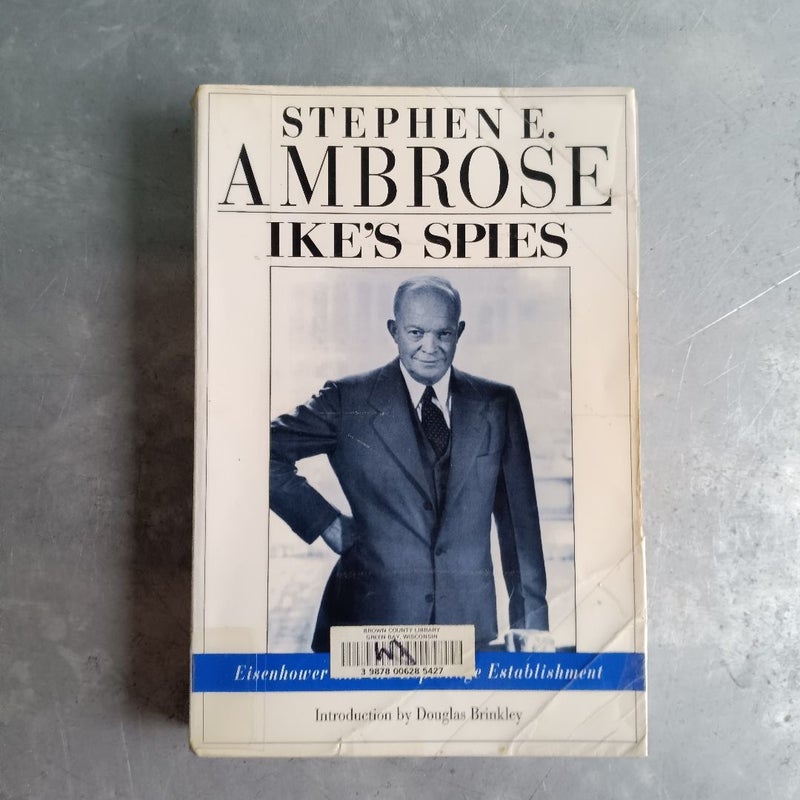 STEPHEN E.
AMBROSE
IKE'S SPIES
BROWN COUNTY LIBRARY
GREEN BAY, WISCONSIN
3 9878 00628 5427
Eisenhower Establishment
Introduction by Douglas Brinkley